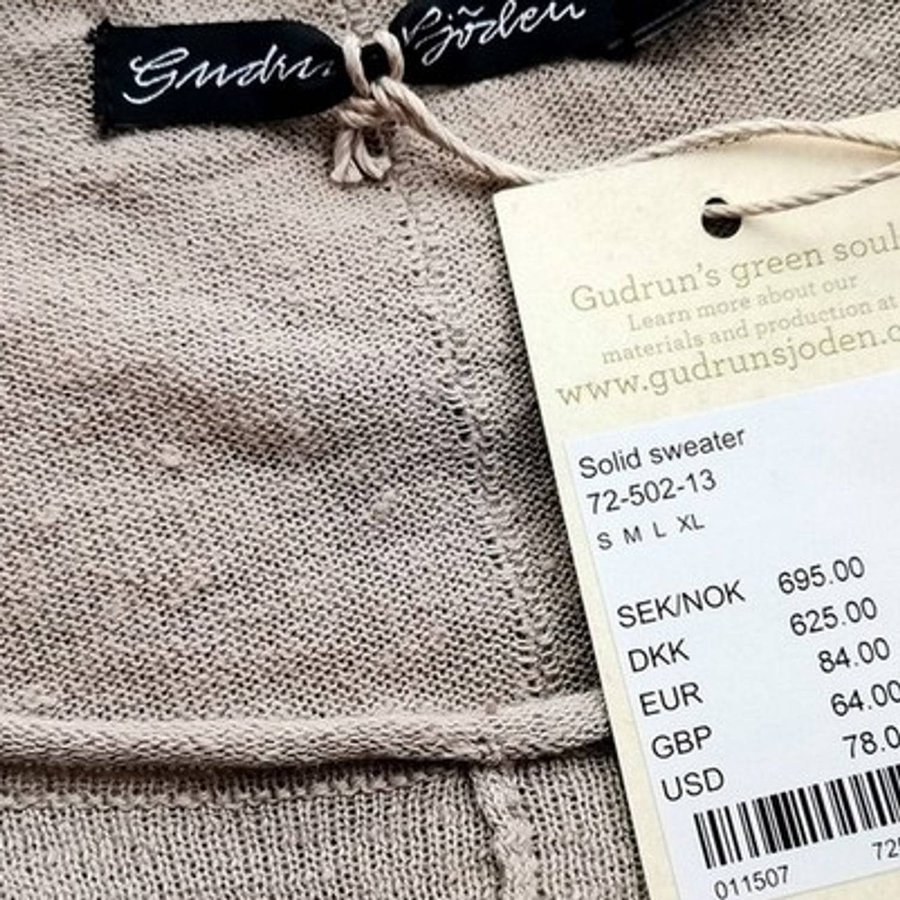 Gudrun Sjödén
Gudrun's green soul
Learn more about our
materials and production at
www.gudrunsjoden.c
Solid sweater
72-502-13
S M L XL
SEK/NOK 695.00
DKK 625.00
EUR 84.00
GBP 64.00
USD 78.0
011507 725